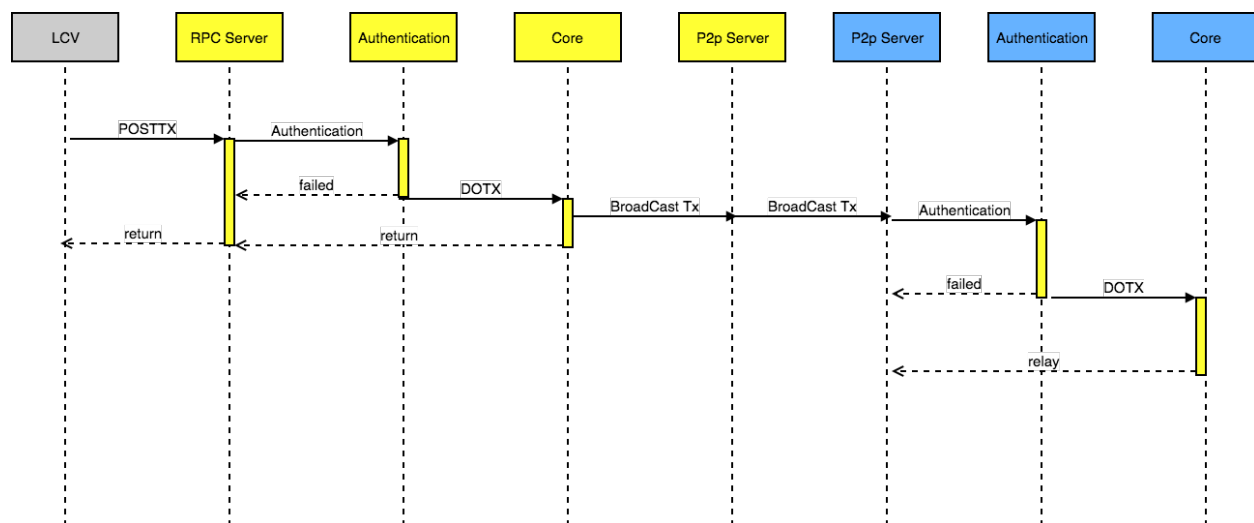 LCV
RPC Server
Authentication
Core
P2p Server
P2p Server
Authentication
Core
POSTTX
Authentication
failed
DOTX
BroadCast Tx
BroadCast Tx
Authentication
return
return
failed
DOTX
relay